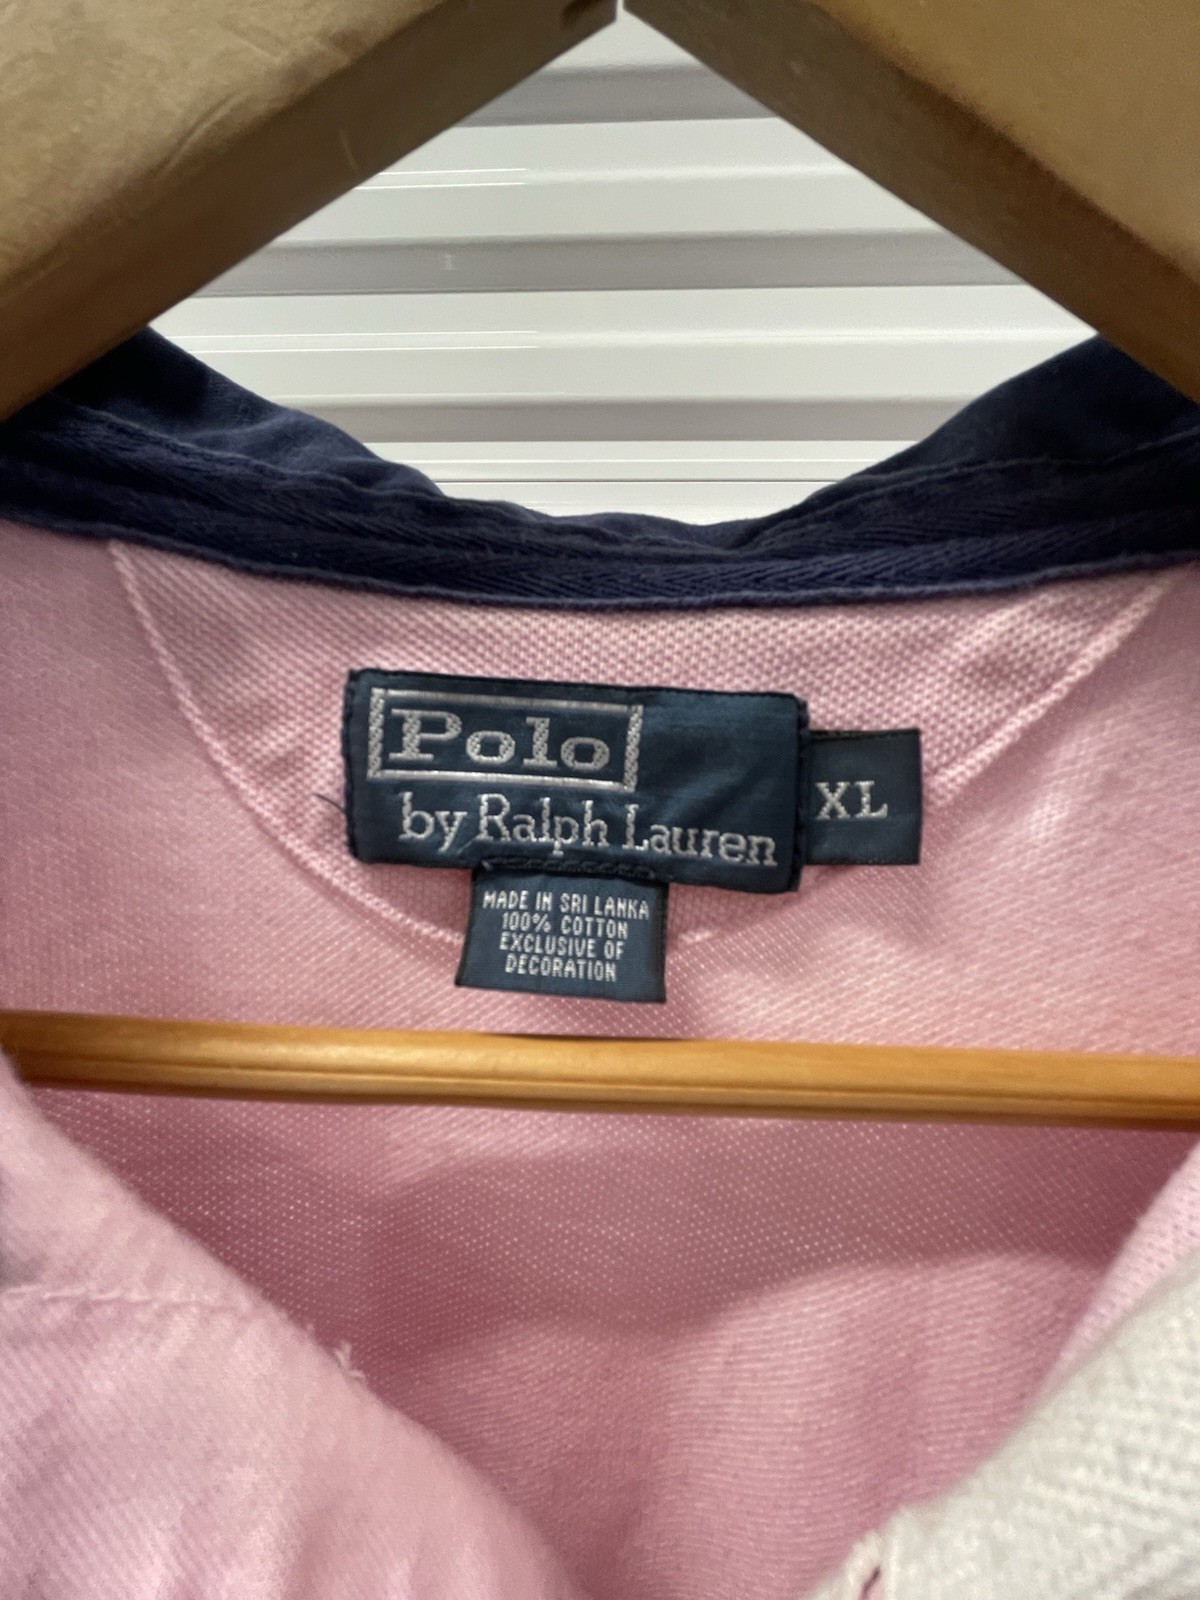 Polo
by Ralph Lauren
XL
MADE IN SRI LANKA
100% COTTON
EXCLUSIVE OF
DECORATION